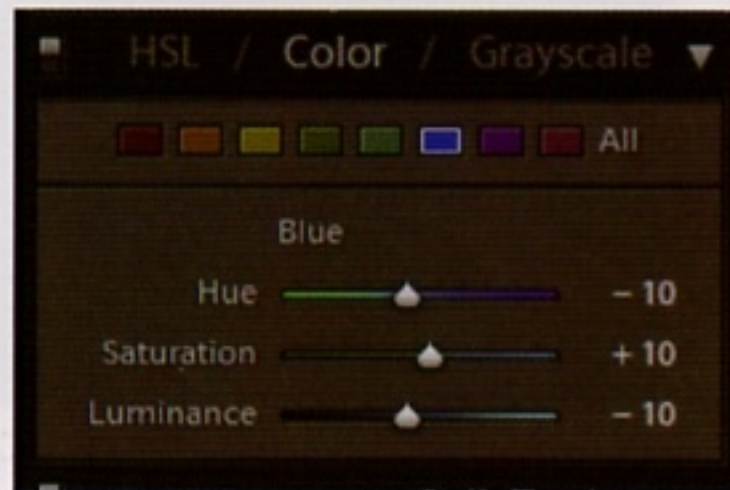 HSL / Color / Grayscale
All
Blue
Hue − 10
Saturation + 10
Luminance − 10